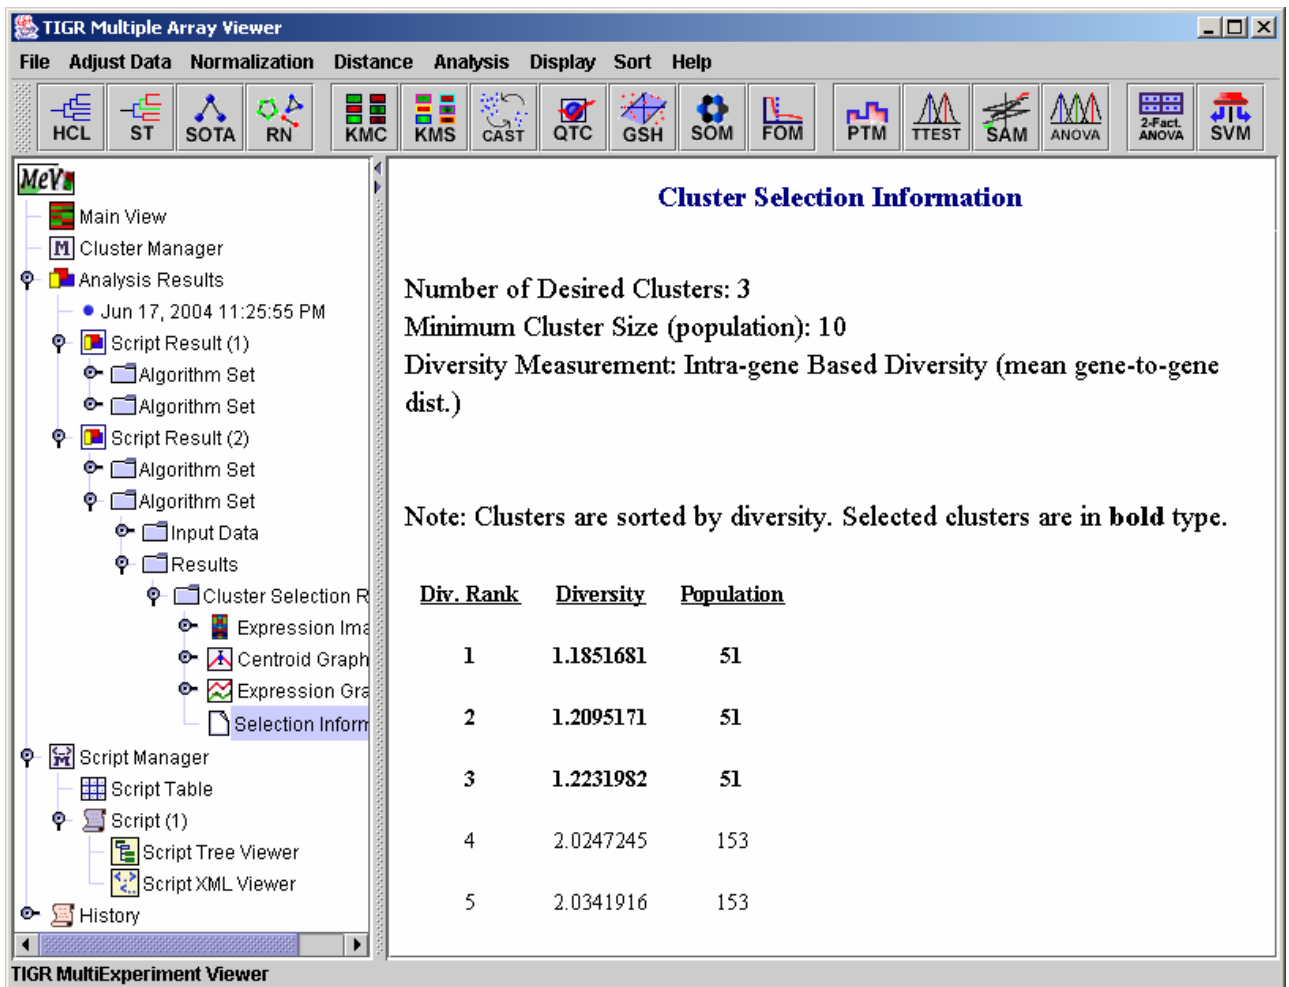 TIGR Multiple Array Viewer
File Adjust Data Normalization Distance Analysis Display Sort Help
HCL ST SOTA RN KMC KMS CAST QTC GSH SOM FOM PTM TTEST SAM ANOVA 2-Fact. ANOVA SVM
MeV
Main View
M Cluster Manager
Analysis Results
Jun 17, 2004 11:25:55 PM
Script Result (1)
Algorithm Set
Algorithm Set
Script Result (2)
Algorithm Set
Algorithm Set
Input Data
Results
Cluster Selection R
Expression Ima
Centroid Graph
Expression Gra
Selection Inform
Script Manager
Script Table
Script (1)
Script Tree Viewer
Script XML Viewer
History
Cluster Selection Information
Number of Desired Clusters: 3
Minimum Cluster Size (population): 10
Diversity Measurement: Intra-gene Based Diversity (mean gene-to-gene
dist.)
Note: Clusters are sorted by diversity. Selected clusters are in bold type.
Div. Rank Diversity Population
1 1.1851681 51
2 1.2095171 51
3 1.2231982 51
4 2.0247245 153
5 2.0341916 153
TIGR MultiExperiment Viewer